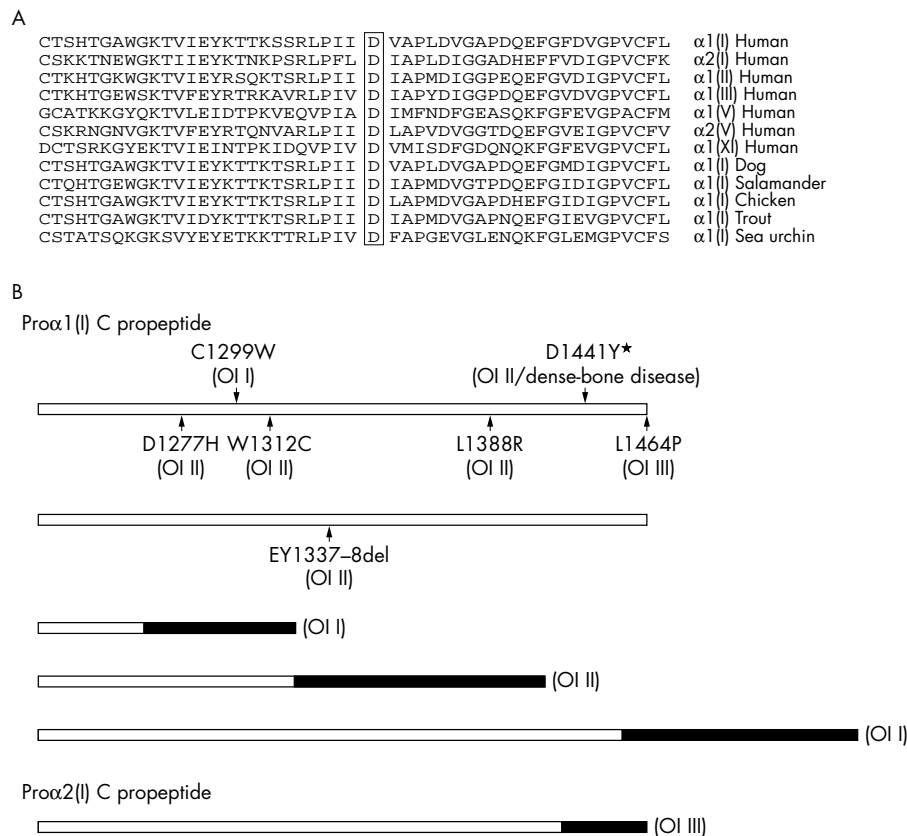 A
CTSHTGAWGKTVIEYKTTKSSRLPII D VAPLDVGAPDQEFGFDVGPVCFL α1(I) Human
CSKKTNEWGKTIIEYKTNKPSRLPFL D IAPLDIGGADHEFFVDIGPVCFK α2(I) Human
CTKHTGKWGKTVIEYRSQKTSRLPII D IAPMDIGGPEQEFGVDIGPVCFL α1(II) Human
CTKHTGEWSKTVFEYRTRKAVRLPIV D IAPYDIGGPDQEFGVDVGPVCFL α1(III) Human
GCATKKGYQKTVLEIDTPKVEQVPIA D IMFNDFGEASQKFGFEVGPACFM α1(V) Human
CSKRNGNVGKTVFEYRTQNVARLPII D LAPVDVGGTDQEFGVEIGPVCFV α2(V) Human
DCTSRKGYEKTVIEINTPKIDQVPIV D VMISDFGDQNQKFGFEVGPVCFL α1(XI) Human
CTSHTGAWGKTVIEYKTTKTSRLPII D VAPLDVGAPDQEFGMDIGPVCFL α1(I) Dog
CTQHTGEWGKTVIEYKTTKTSRLPII D IAPMDVGTPDQEFGIDIGPVCFL α1(I) Salamander
CTSHTGAWGKTVIEYKTTKTSRLPII D IAPMDVGAPDHEFGIDIGPVCFL α1(I) Chicken
CTSHTGAWGKTVIDYKTTKTSRLPII D IAPMDVGAPNQEFGIEVGPVCFL α1(I) Trout
CSTATSQKGKSVYEYETKKTTRLPIV D FAPGEVGLENQKFGLEMGPVCFS α1(I) Sea urchin
B
Proα1(I) C propeptide
C1299W D1441Y★
(OI I) (OI II/dense-bone disease)
D1277H W1312C L1388R L1464P
(OI II) (OI II) (OI II) (OI III)
EY1337–8del
(OI II)
(OI I)
(OI II)
(OI I)
Proα2(I) C propeptide
(OI III)